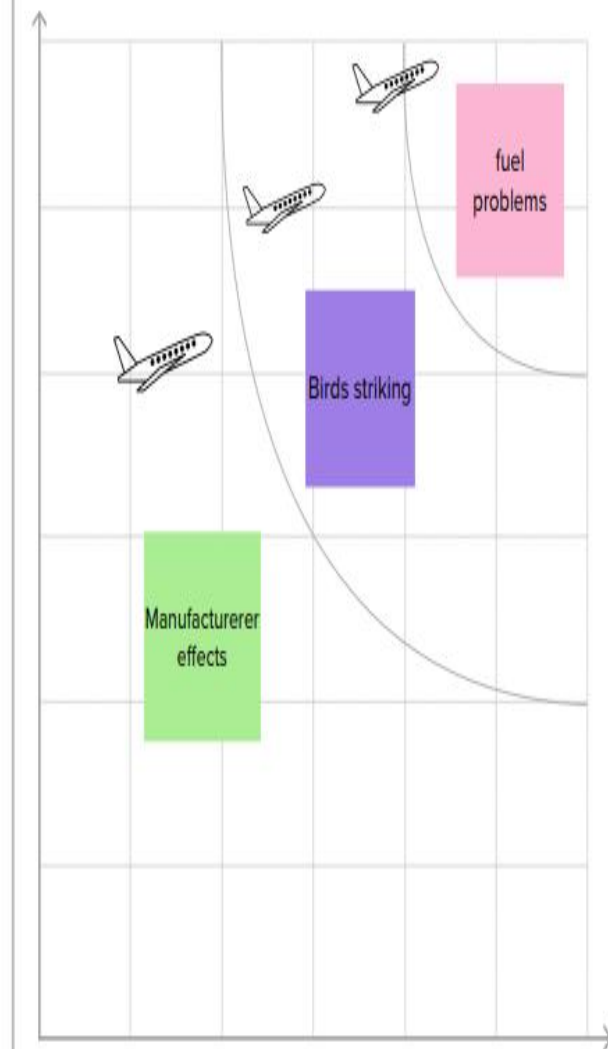 fuel
problems
Birds striking
Manufacturerer
effects